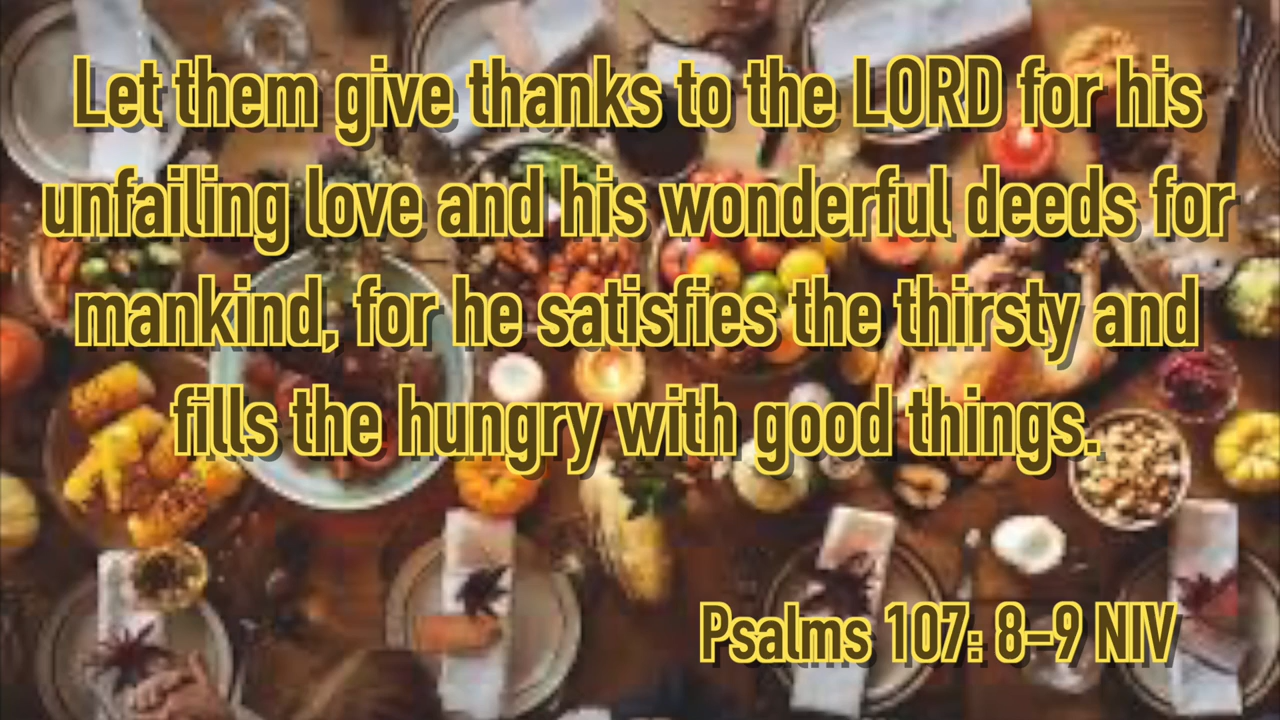 Let them give thanks to the LORD for his
unfailing love and his wonderful deeds for
mankind, for he satisfies the thirsty and
fills the hungry with good things.
Psalms 107: 8–9 NIV